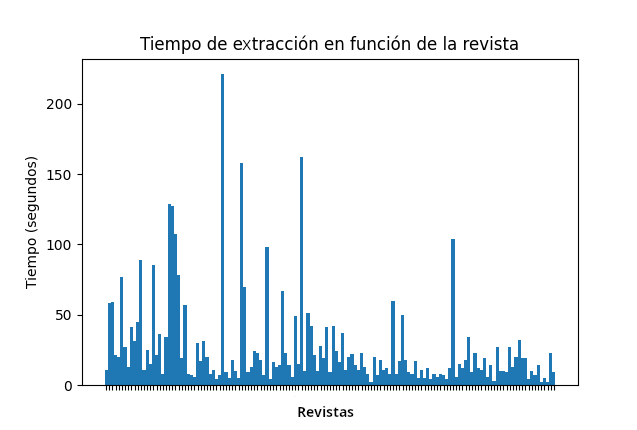 Tiempo de extracción en función de la revista
200
150
100
50
0
Tiempo (segundos)
Revistas